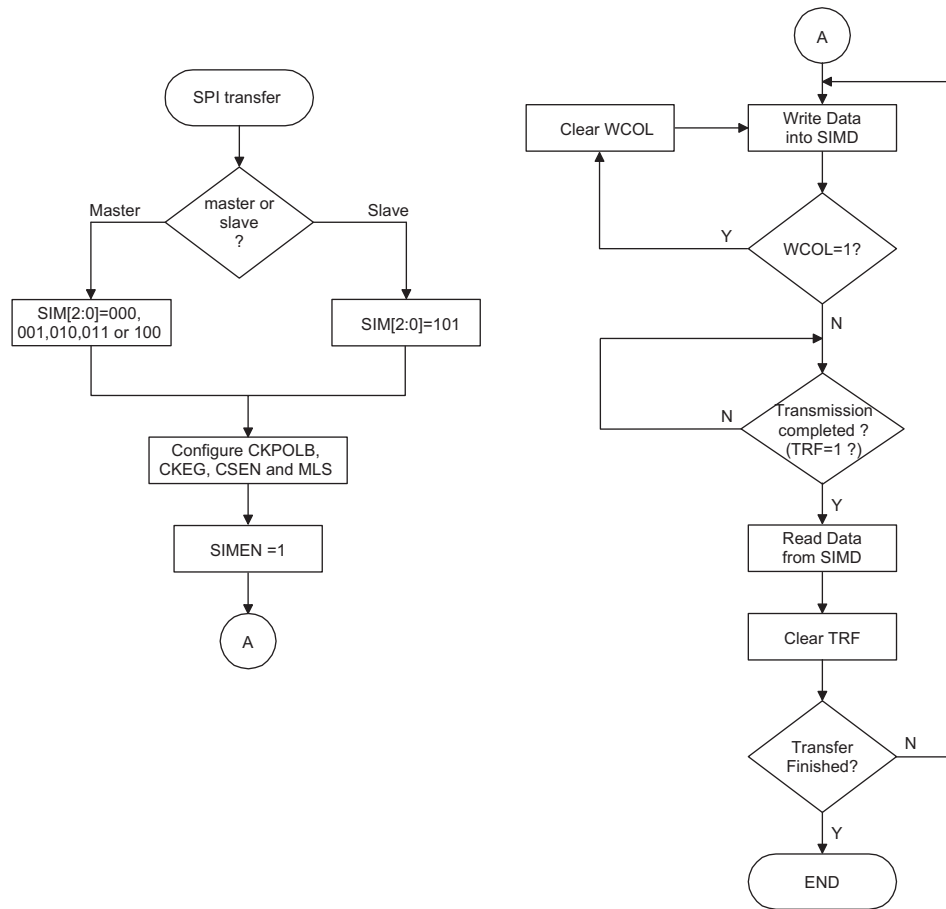 SPI transfer
master or
slave
?
Master
Slave
SIM[2:0]=000,
001,010,011 or 100
SIM[2:0]=101
Configure CKPOLB,
CKEG, CSEN and MLS
SIMEN =1
A
A
Write Data
into SIMD
Clear WCOL
WCOL=1?
Y
N
Transmission
completed ?
(TRF=1 ?)
N
Y
Read Data
from SIMD
Clear TRF
Transfer
Finished?
N
Y
END